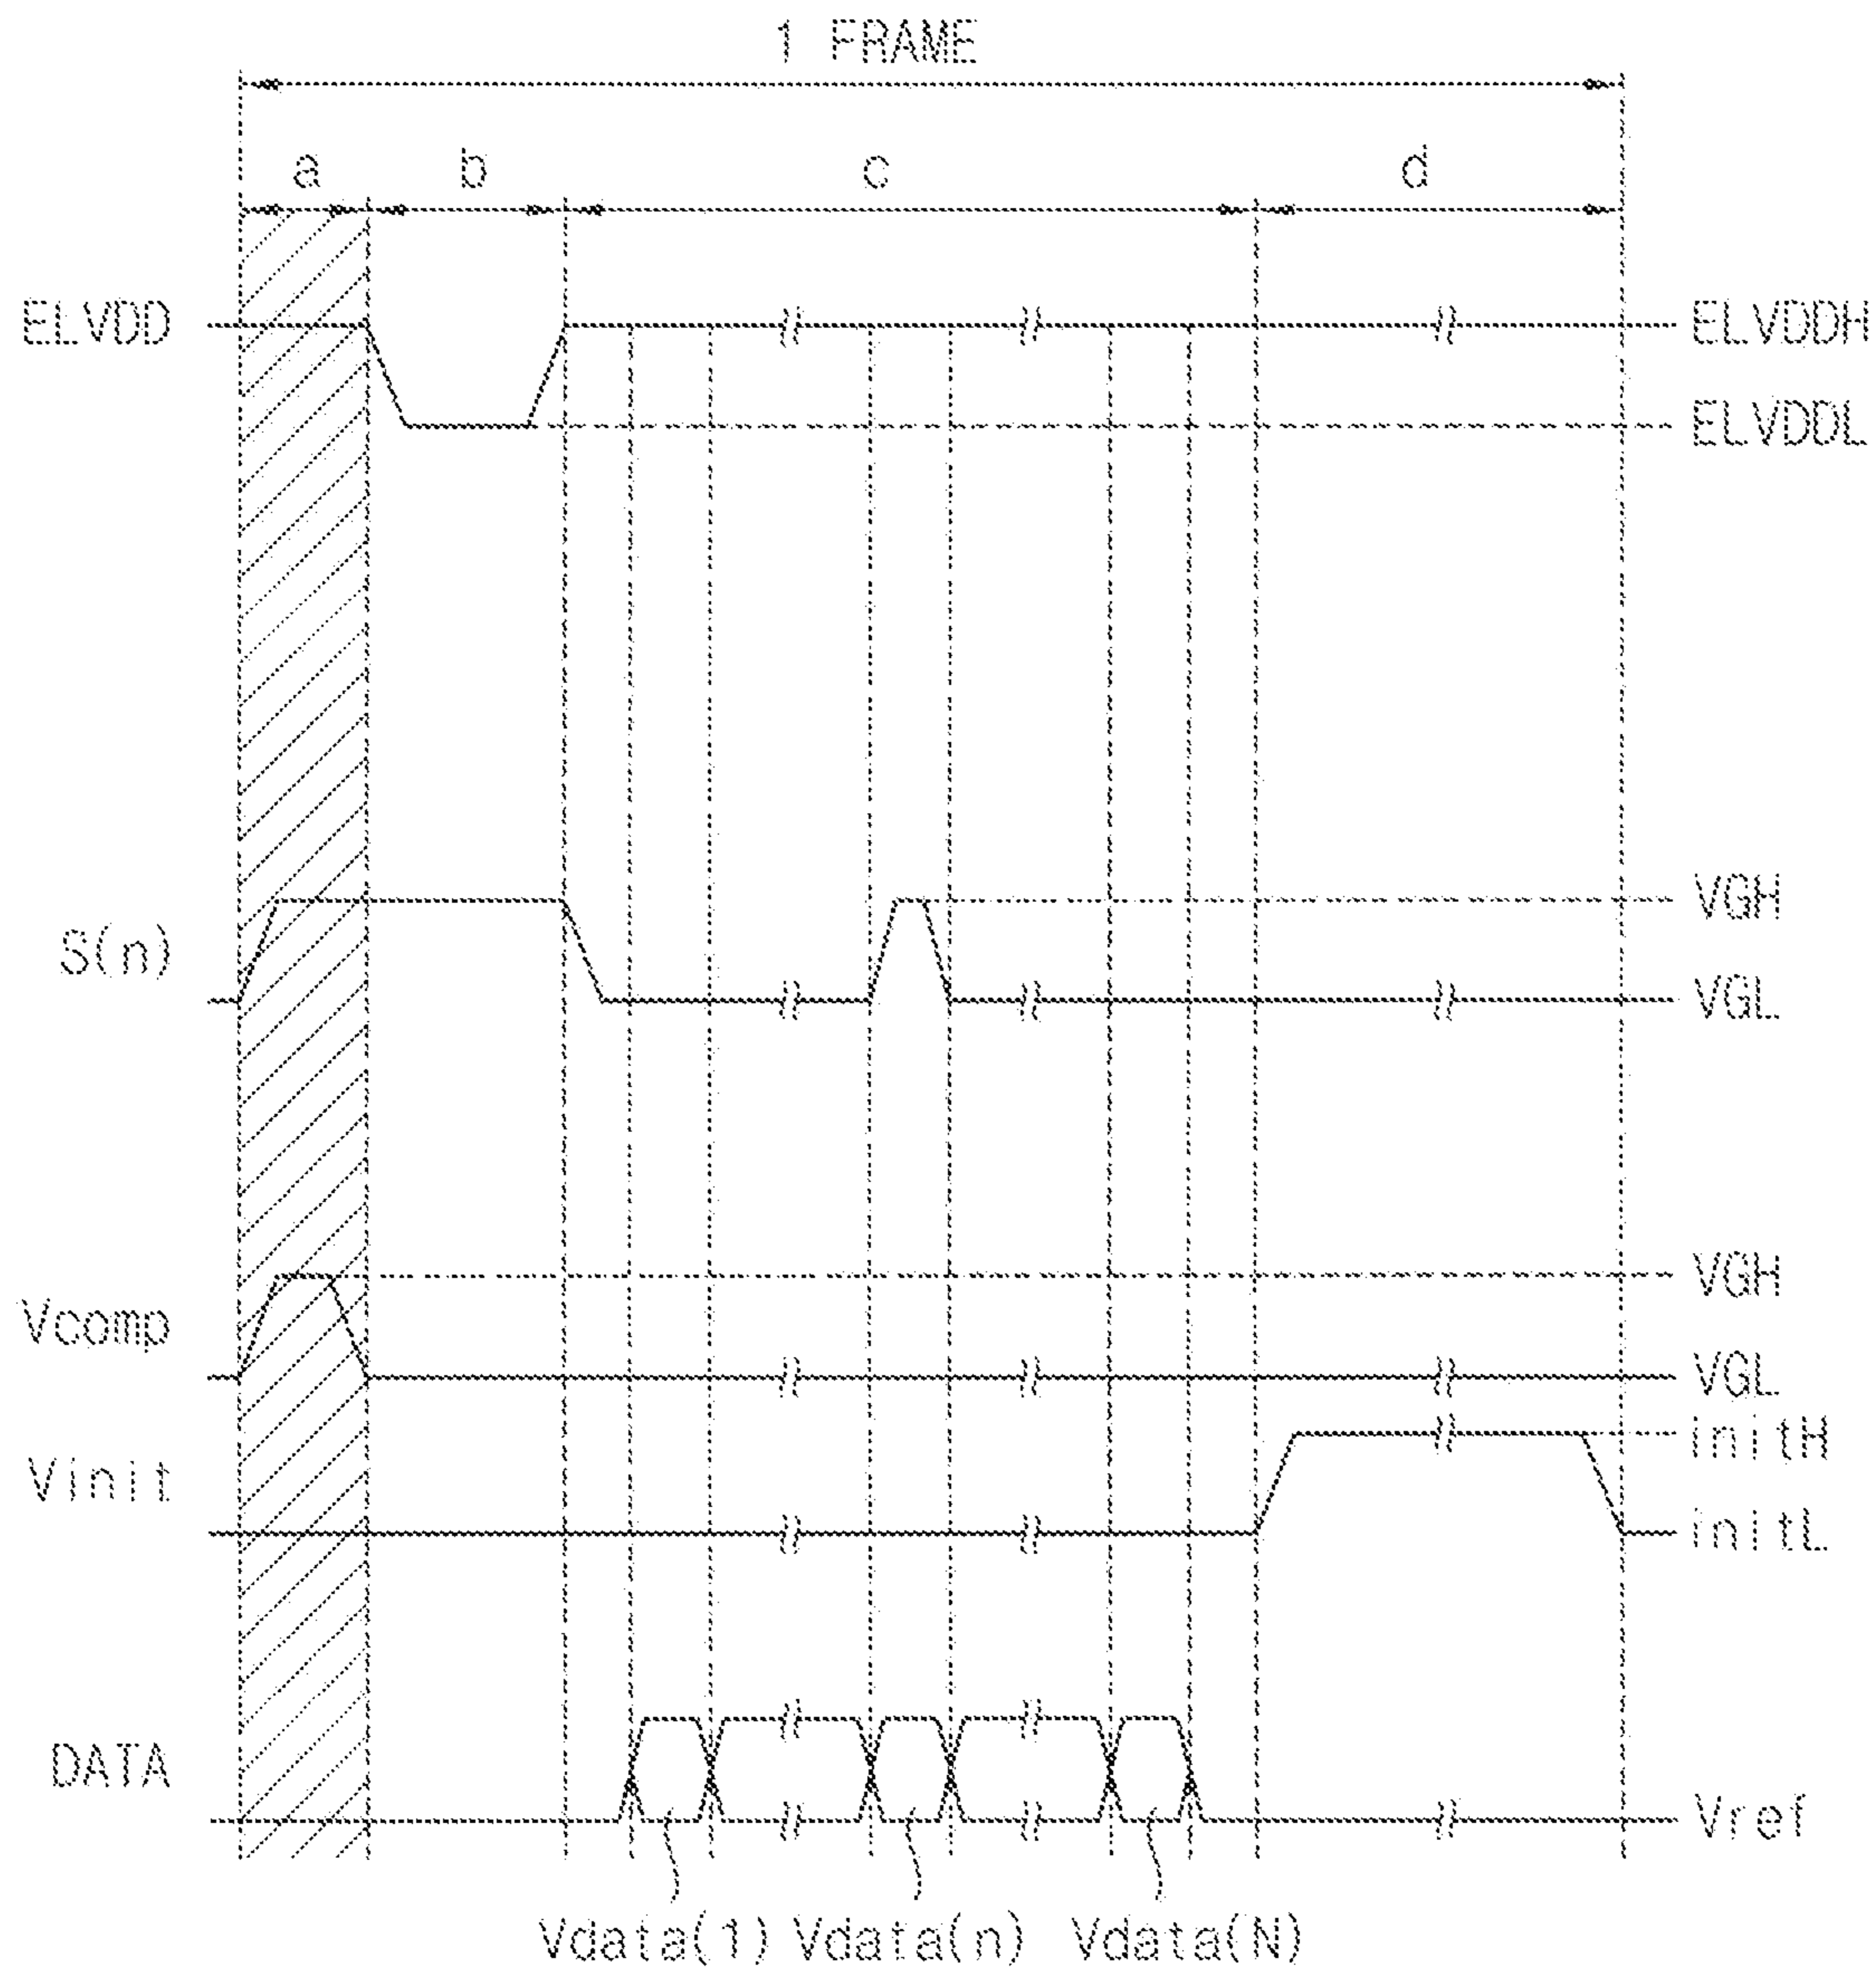 1 FRAME
a b c d
ELVDD ELVDDH
ELVDDL
VGH
S(n)
VGL
VGH
Vcomp
VGL
initH
Vinit
initL
DATA
Vref
Vdata(1) Vdata(n) Vdata(N)